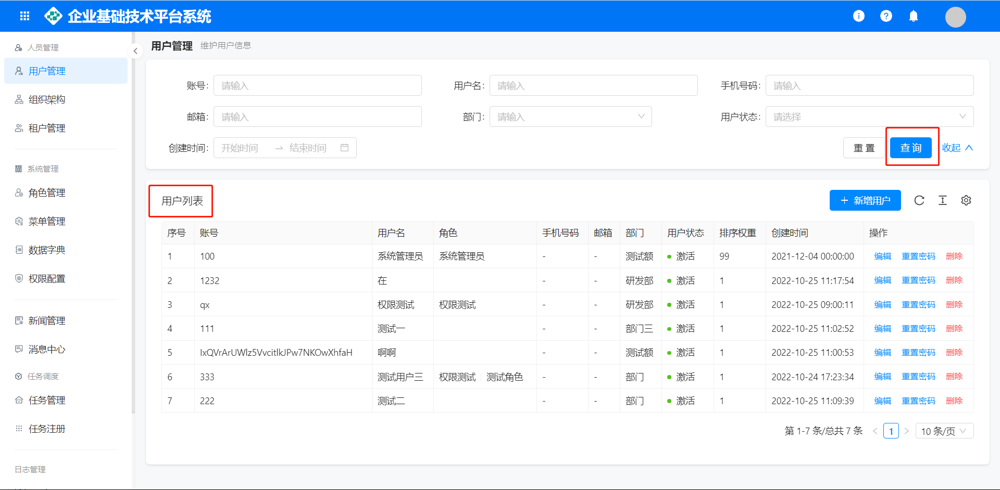 企业基础技术平台系统
人员管理
用户管理
组织架构
租户管理
系统管理
角色管理
菜单管理
数据字典
权限配置
新闻管理
消息中心
任务调度
任务管理
任务注册
日志管理
用户管理 维护用户信息
账号: 请输入 用户名: 请输入 手机号码: 请输入
邮箱: 请输入 部门: 请输入 用户状态: 请选择
创建时间: 开始时间 → 结束时间 重 置 查 询 收起
用户列表 + 新增用户
序号 账号 用户名 角色 手机号码 邮箱 部门 用户状态 排序权重 创建时间 操作
1 100 系统管理员 系统管理员 - - 测试额 激活 99 2021-12-04 00:00:00 编辑 重置密码 删除
2 1232 在 - - 研发部 激活 1 2022-10-25 11:17:54 编辑 重置密码 删除
3 qx 权限测试 权限测试 - - 研发部 激活 1 2022-10-25 09:00:11 编辑 重置密码 删除
4 111 测试一 - - 部门三 激活 1 2022-10-25 11:02:52 编辑 重置密码 删除
5 IxQVrArUWlz5VvcitlkJPw7NKOwXhfaH 啊啊 - - 测试额 激活 1 2022-10-25 11:00:53 编辑 重置密码 删除
6 333 测试用户三 权限测试 测试角色 - - 部门 激活 1 2022-10-24 17:23:34 编辑 重置密码 删除
7 222 测试二 - - 部门 激活 1 2022-10-25 11:09:39 编辑 重置密码 删除
第 1-7 条/总共 7 条 < 1 > 10 条/页